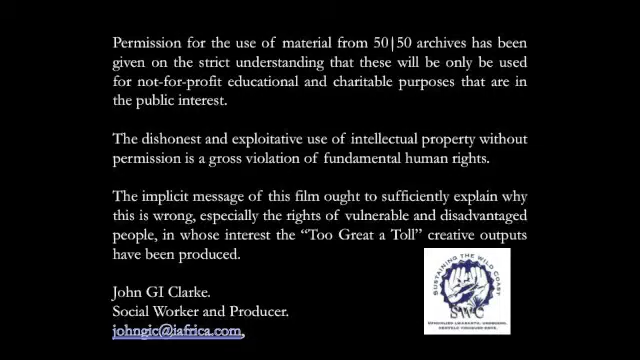 Permission for the use of material from 50|50 archives has been
given on the strict understanding that these will be only be used
for not-for-profit educational and charitable purposes that are in
the public interest.
The dishonest and exploitative use of intellectual property without
permission is a gross violation of fundamental human rights.
The implicit message of this film ought to sufficiently explain why
this is wrong, especially the rights of vulnerable and disadvantaged
people, in whose interest the “Too Great a Toll” creative outputs
have been produced.
SUSTAINING THE WILD COAST
SWC
John GI Clarke.
Social Worker and Producer.
johngic@iafrica.com,